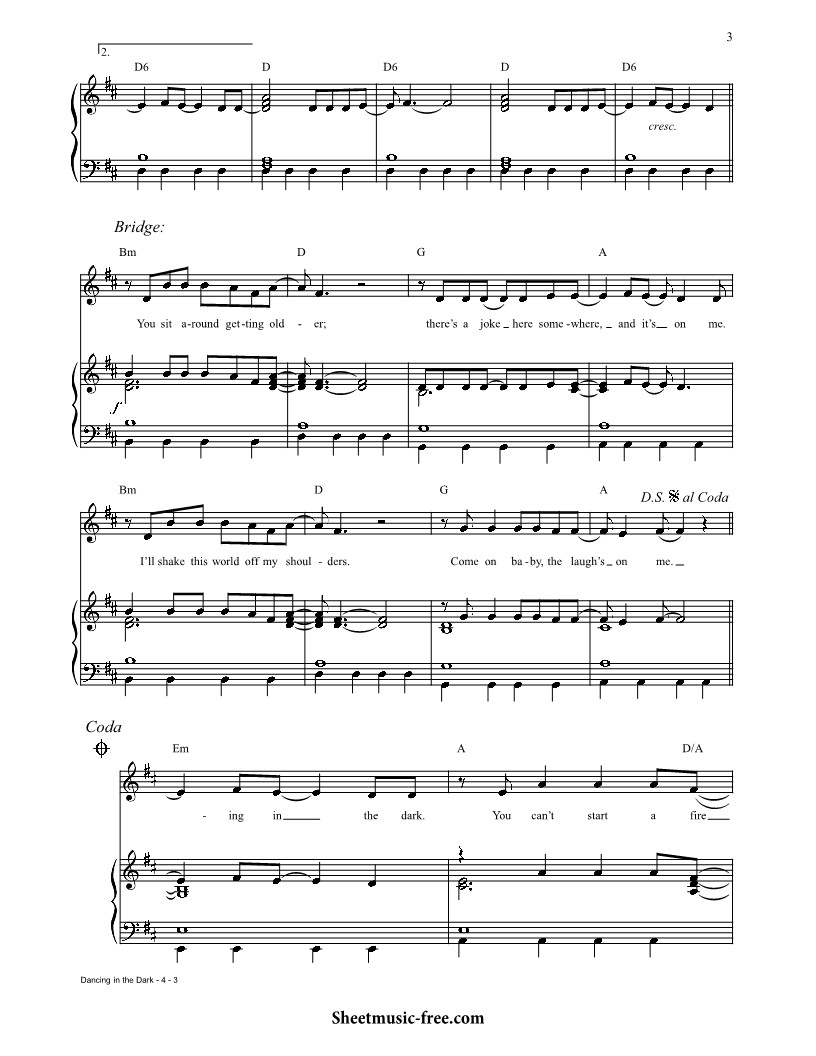 3
2.
D6 D D6 D D6
cresc.
Bridge:
Bm D G A
You sit a-round get-ting old - er; there's a joke here some-where, and it's on me.
f
D.S. 𝄋 al Coda
Bm D G A
I'll shake this world off my shoul - ders. Come on ba-by, the laugh's on me.
Coda
Em A D/A
- ing in the dark. You can't start a fire
Dancing in the Dark - 4 - 3
Sheetmusic-free.com